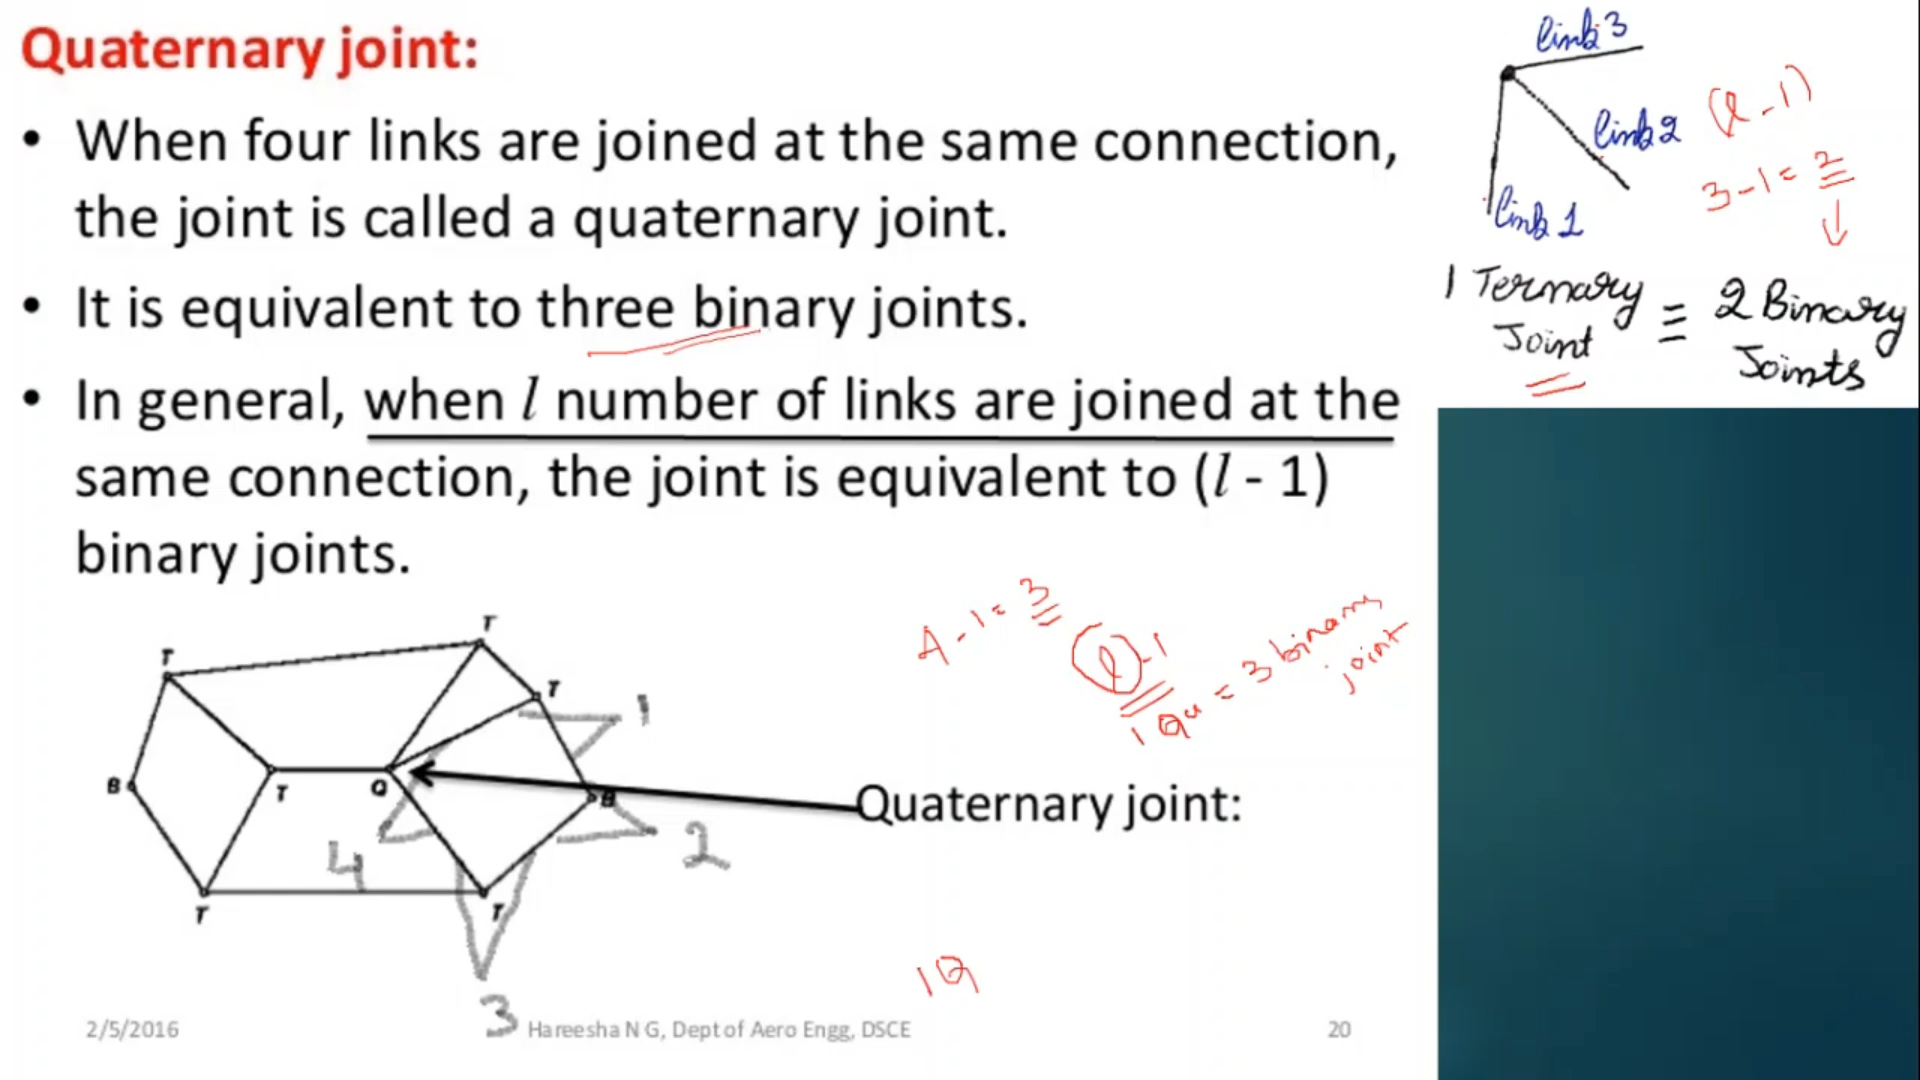 Quaternary joint:
• When four links are joined at the same connection,
the joint is called a quaternary joint.
• It is equivalent to three binary joints.
• In general, when l number of links are joined at the
same connection, the joint is equivalent to (l - 1)
binary joints.
link 3
link 2
link 1
(l - 1)
3 - 1 = 2
1 Ternary
Joint
≡
2 Binary
Joints
4 - 1 = 3
l - 1
1 Qu = 3 binary
joint
T
T
T
B
T
Q
B
T
T
1
2
3
4
Quaternary joint:
1Q
2/5/2016
Hareesha N G, Dept of Aero Engg, DSCE
20